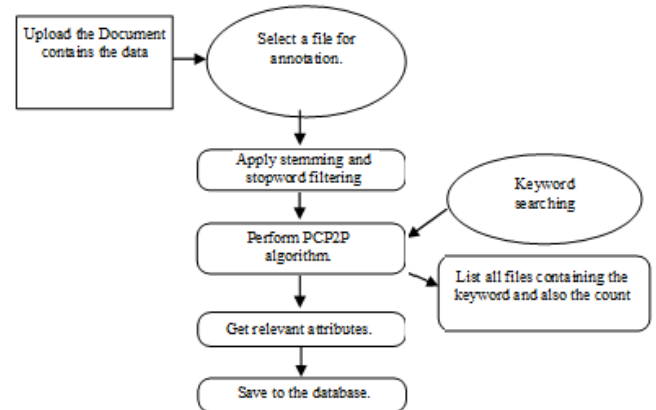 Upload the Document
contains the data
Select a file for
annotation.
Apply stemming and
stopword filtering
Keyword
searching
Perform PCP2P
algorithm.
List all files containing the
keyword and also the count
Get relevant attributes.
Save to the database.